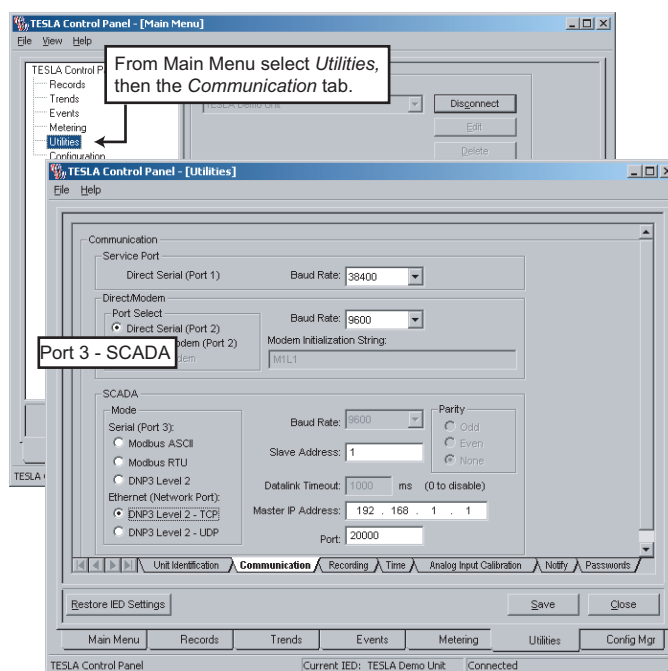 TESLA Control Panel - [Main Menu]
File View Help
From Main Menu select Utilities,
then the Communication tab.
TESLA Control P
Records
Trends
Events
Metering
Utilities
Configuration
TESLA Demo Unit
Disconnect
Edit
Delete
TESLA Control Panel - [Utilities]
File Help
Communication
Service Port
Direct Serial (Port 1) Baud Rate: 38400
Direct/Modem
Port Select
Direct Serial (Port 2) Baud Rate: 9600
odem (Port 2) Modem Initialization String:
dem M1L1
Port 3 - SCADA
SCADA
Mode
Serial (Port 3):
Modbus ASCII
Modbus RTU
DNP3 Level 2
Ethernet (Network Port):
DNP3 Level 2 - TCP
DNP3 Level 2 - UDP
Baud Rate: 9600
Slave Address: 1
Datalink Timeout: 1000 ms (0 to disable)
Master IP Address: 192 . 168 . 1 . 1
Port: 20000
Parity
Odd
Even
None
Unit Identification Communication Recording Time Analog Input Calibration Notify Passwords
Restore IED Settings Save Close
Main Menu Records Trends Events Metering Utilities Config Mgr
TESLA
TESLA Control Panel Current IED: TESLA Demo Unit Connected